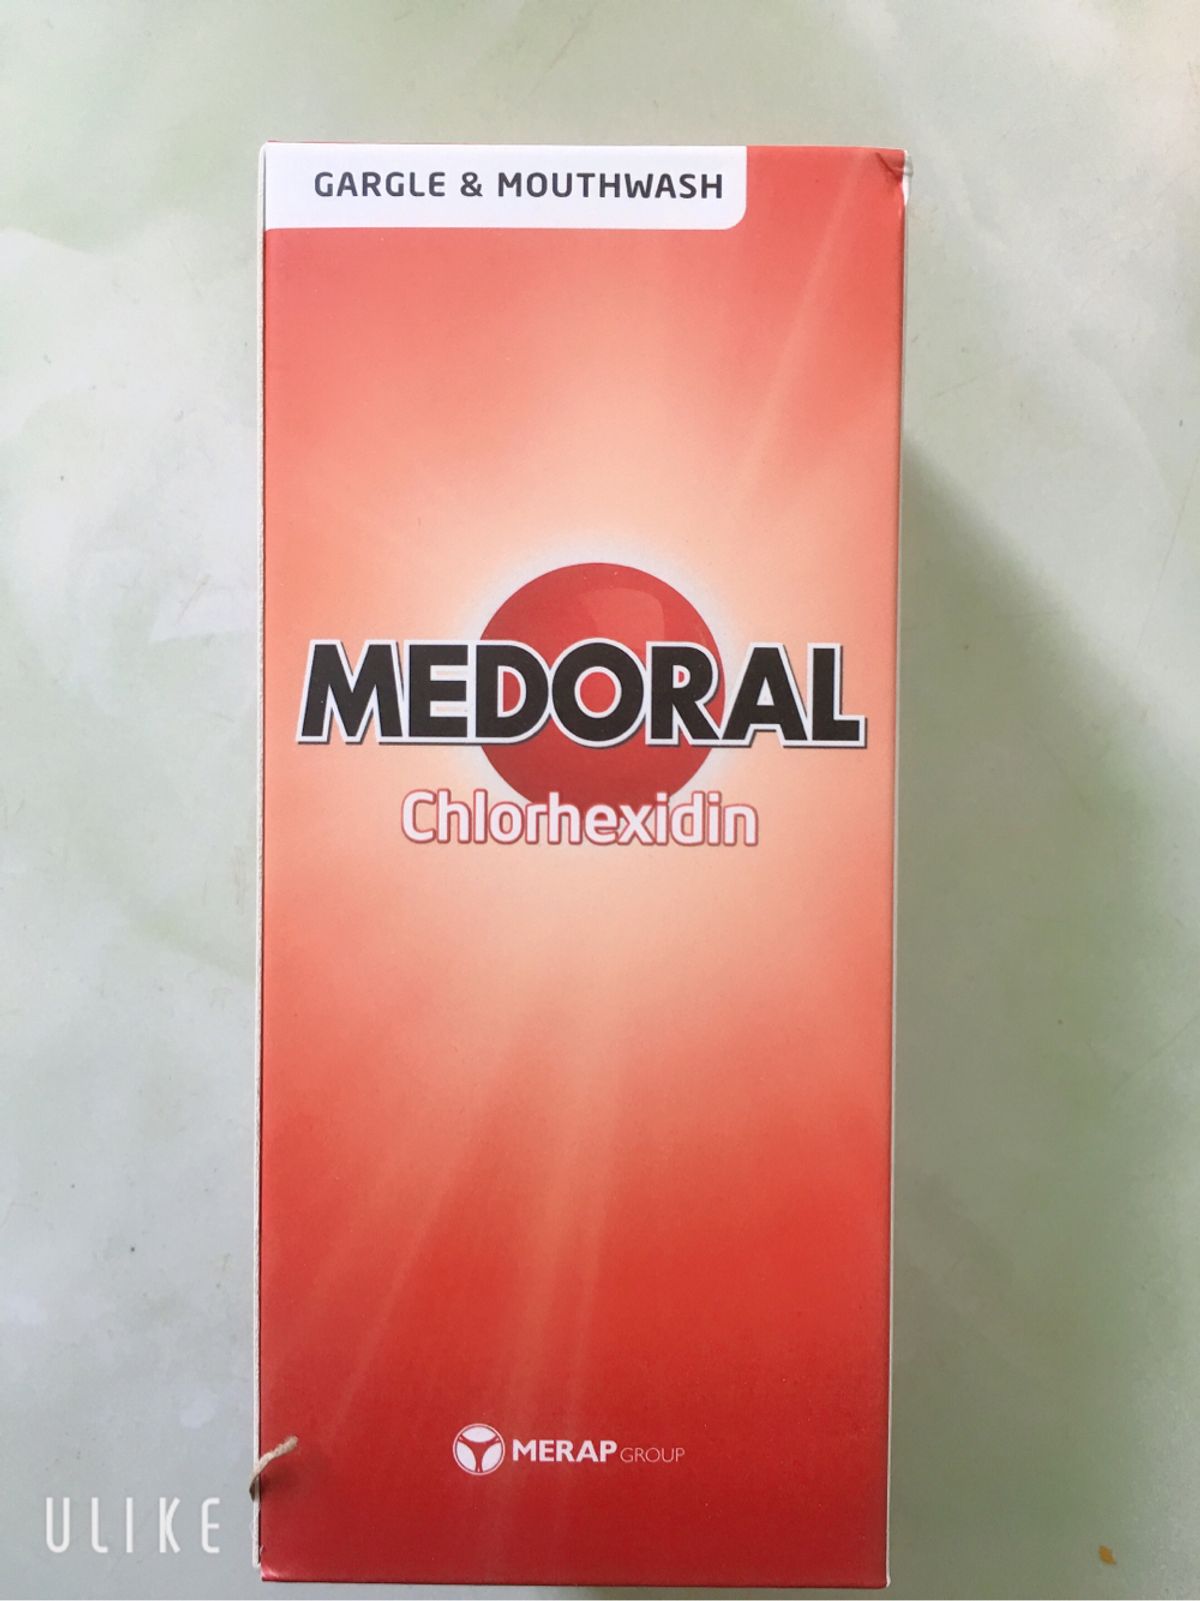 GARGLE & MOUTHWASH
MEDORAL
Chlorhexidin
MERAP GROUP
ULIKE